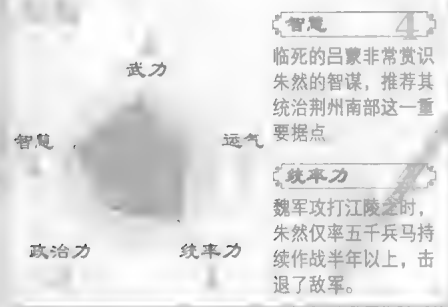 武力
智慧
运气
政治力
统率力
智慧 4
临死的吕蒙非常赏识
朱然的智谋，推荐其
统治荆州南部这一重
要据点
统率力
魏军攻打江陵之时，
朱然仅率五千兵马持
续作战半年以上，击
退了敌军。